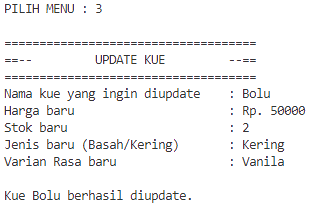 PILIH MENU : 3
====================================
==--         UPDATE KUE         --==
====================================
Nama kue yang ingin diupdate    : Bolu
Harga baru                      : Rp. 50000
Stok baru                       : 2
Jenis baru (Basah/Kering)       : Kering
Varian Rasa baru                : Vanila
Kue Bolu berhasil diupdate.